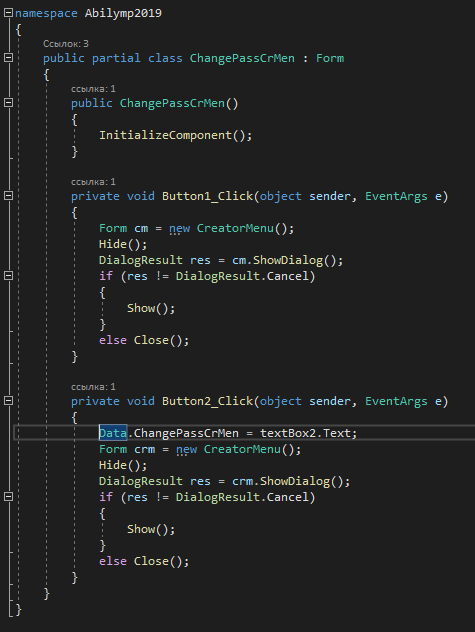 namespace Abilymp2019
{
Ссылок: 3
public partial class ChangePassCrMen : Form
{
ссылка: 1
public ChangePassCrMen()
{
InitializeComponent();
}
ссылка: 1
private void Button1_Click(object sender, EventArgs e)
{
Form cm = new CreatorMenu();
Hide();
DialogResult res = cm.ShowDialog();
if (res != DialogResult.Cancel)
{
Show();
}
else Close();
}
ссылка: 1
private void Button2_Click(object sender, EventArgs e)
{
Data.ChangePassCrMen = textBox2.Text;
Form crm = new CreatorMenu();
Hide();
DialogResult res = crm.ShowDialog();
if (res != DialogResult.Cancel)
{
Show();
}
else Close();
}
}
}